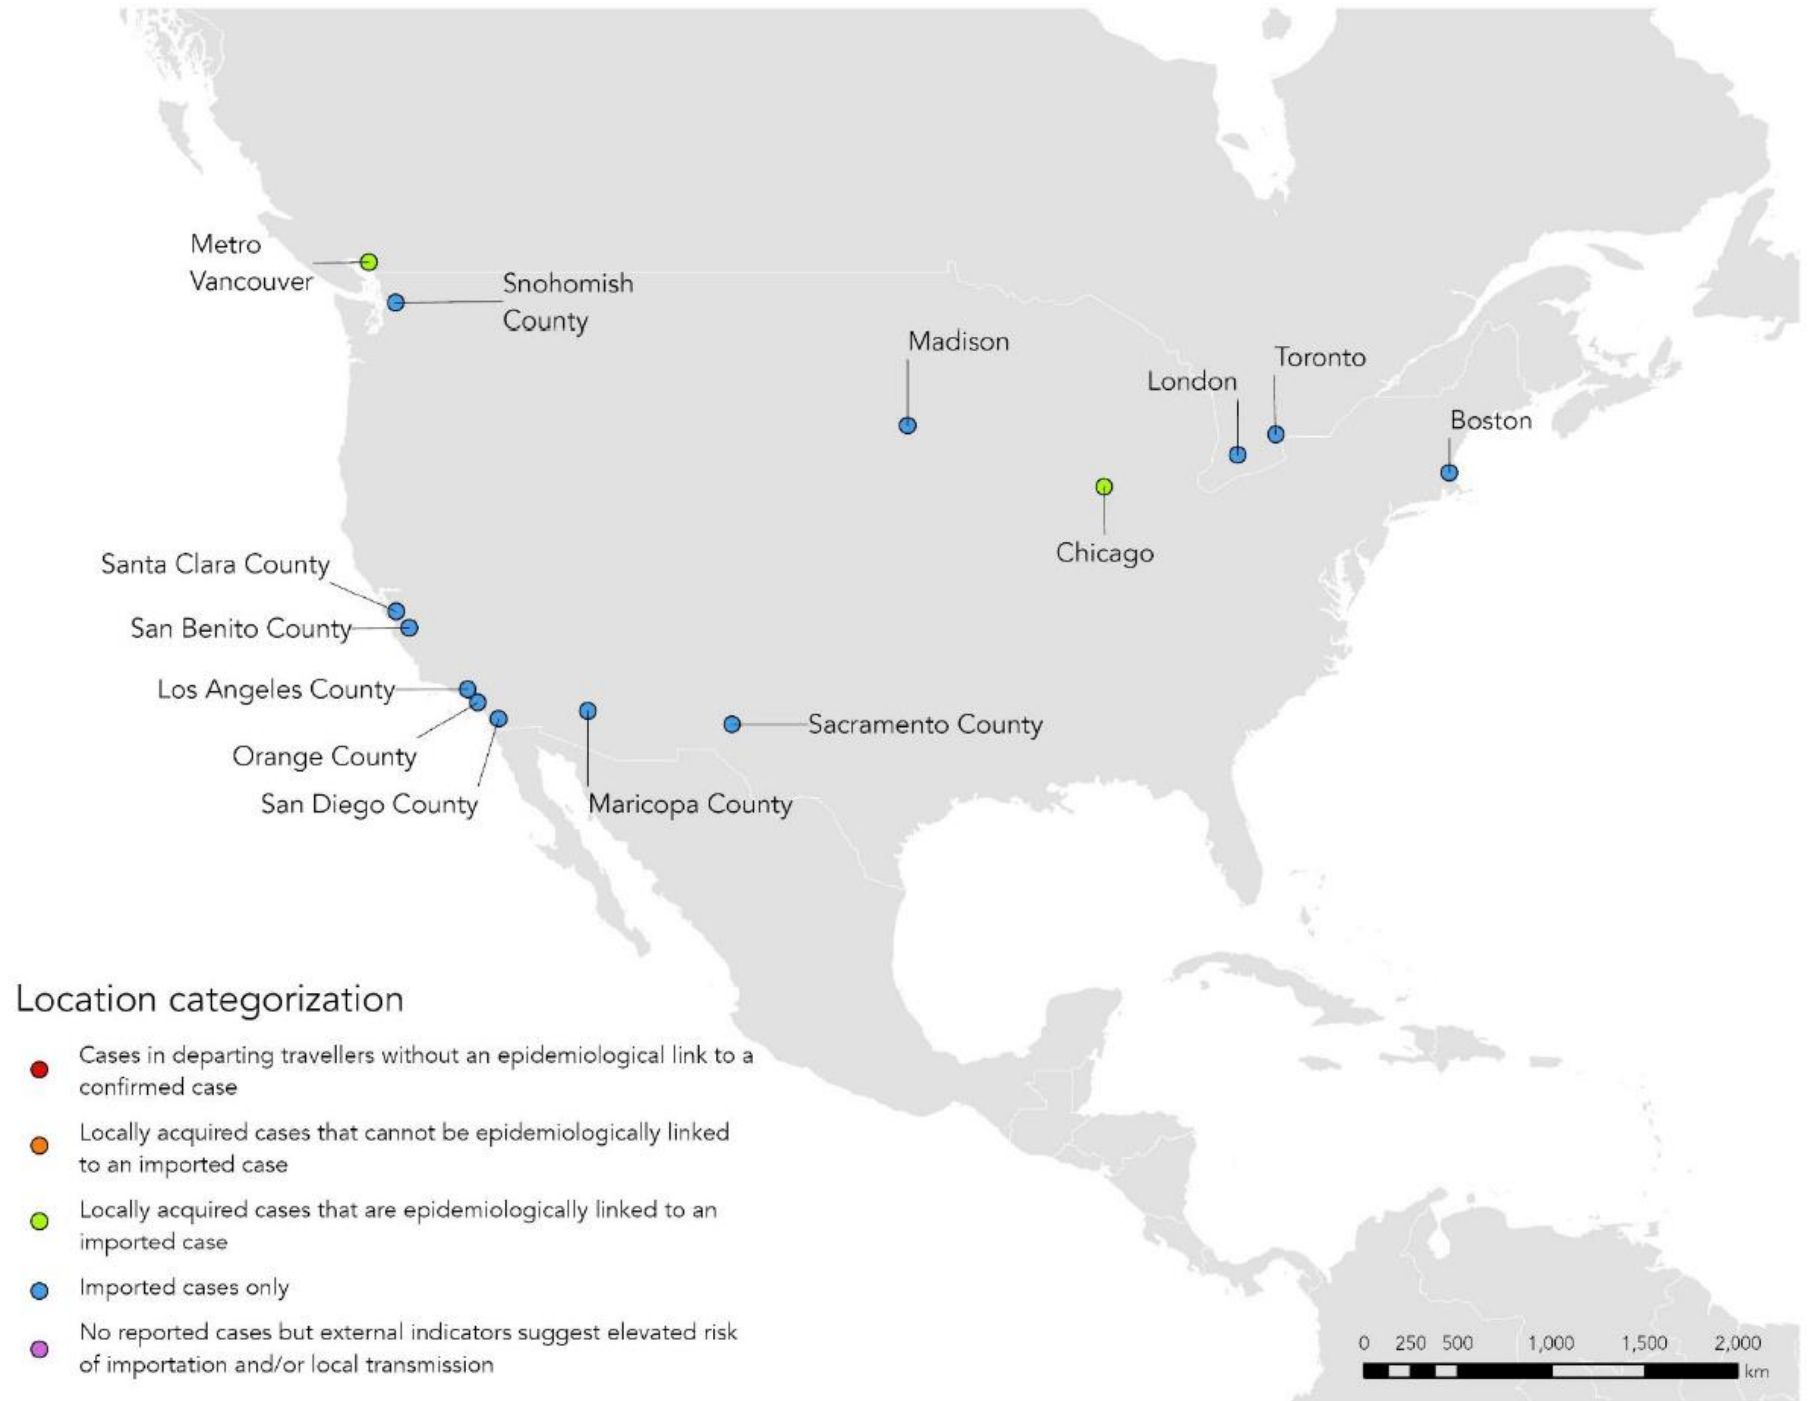 Metro
Vancouver
Snohomish
County
Madison
London
Toronto
Boston
Chicago
Santa Clara County
San Benito County
Los Angeles County
Orange County
San Diego County
Maricopa County
Sacramento County
Location categorization
Cases in departing travellers without an epidemiological link to a
confirmed case
Locally acquired cases that cannot be epidemiologically linked
to an imported case
Locally acquired cases that are epidemiologically linked to an
imported case
Imported cases only
No reported cases but external indicators suggest elevated risk
of importation and/or local transmission
0 250 500 1,000 1,500 2,000
km